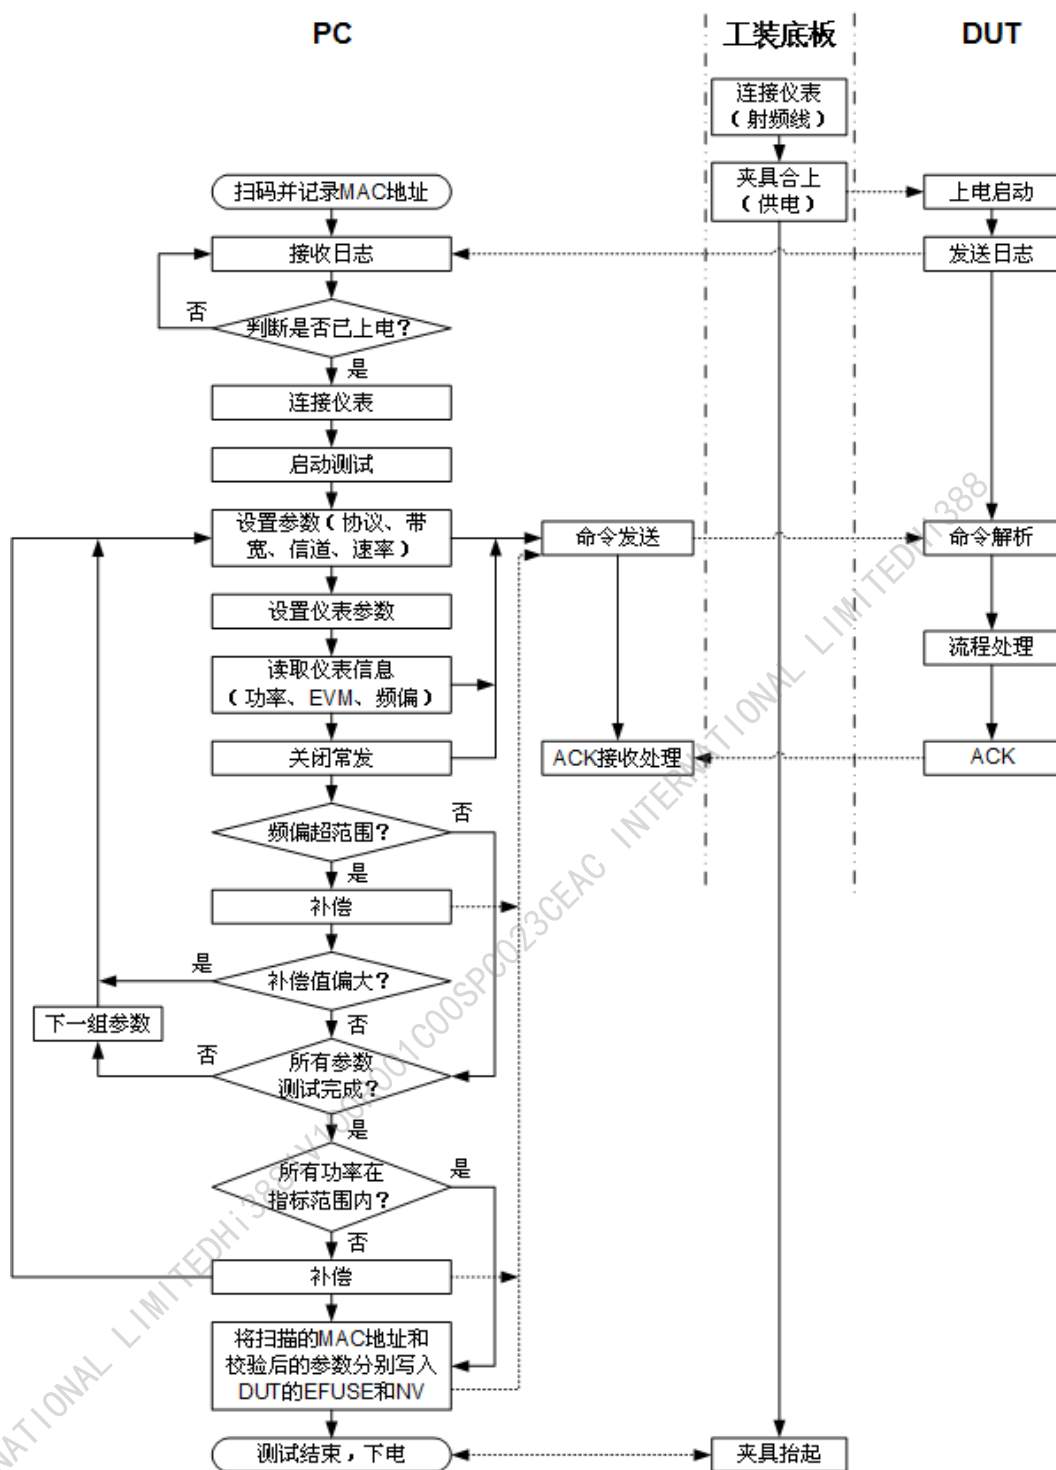 PC
工装底板
DUT
连接仪表
（射频线）
扫码并记录MAC地址
夹具合上
（供电）
上电启动
接收日志
发送日志
否
判断是否已上电？
是
连接仪表
启动测试
设置参数（协议、带
宽、信道、速率）
命令发送
命令解析
设置仪表参数
流程处理
读取仪表信息
（功率、EVM、频偏）
关闭常发
ACK接收处理
ACK
否
频偏超范围？
是
补偿
是
补偿值偏大？
否
下一组参数
否
所有参数
测试完成？
是
所有功率在
指标范围内？
是
否
补偿
将扫描的MAC地址和
校验后的参数分别写入
DUT的EFUSE和NV
测试结束，下电
夹具抬起